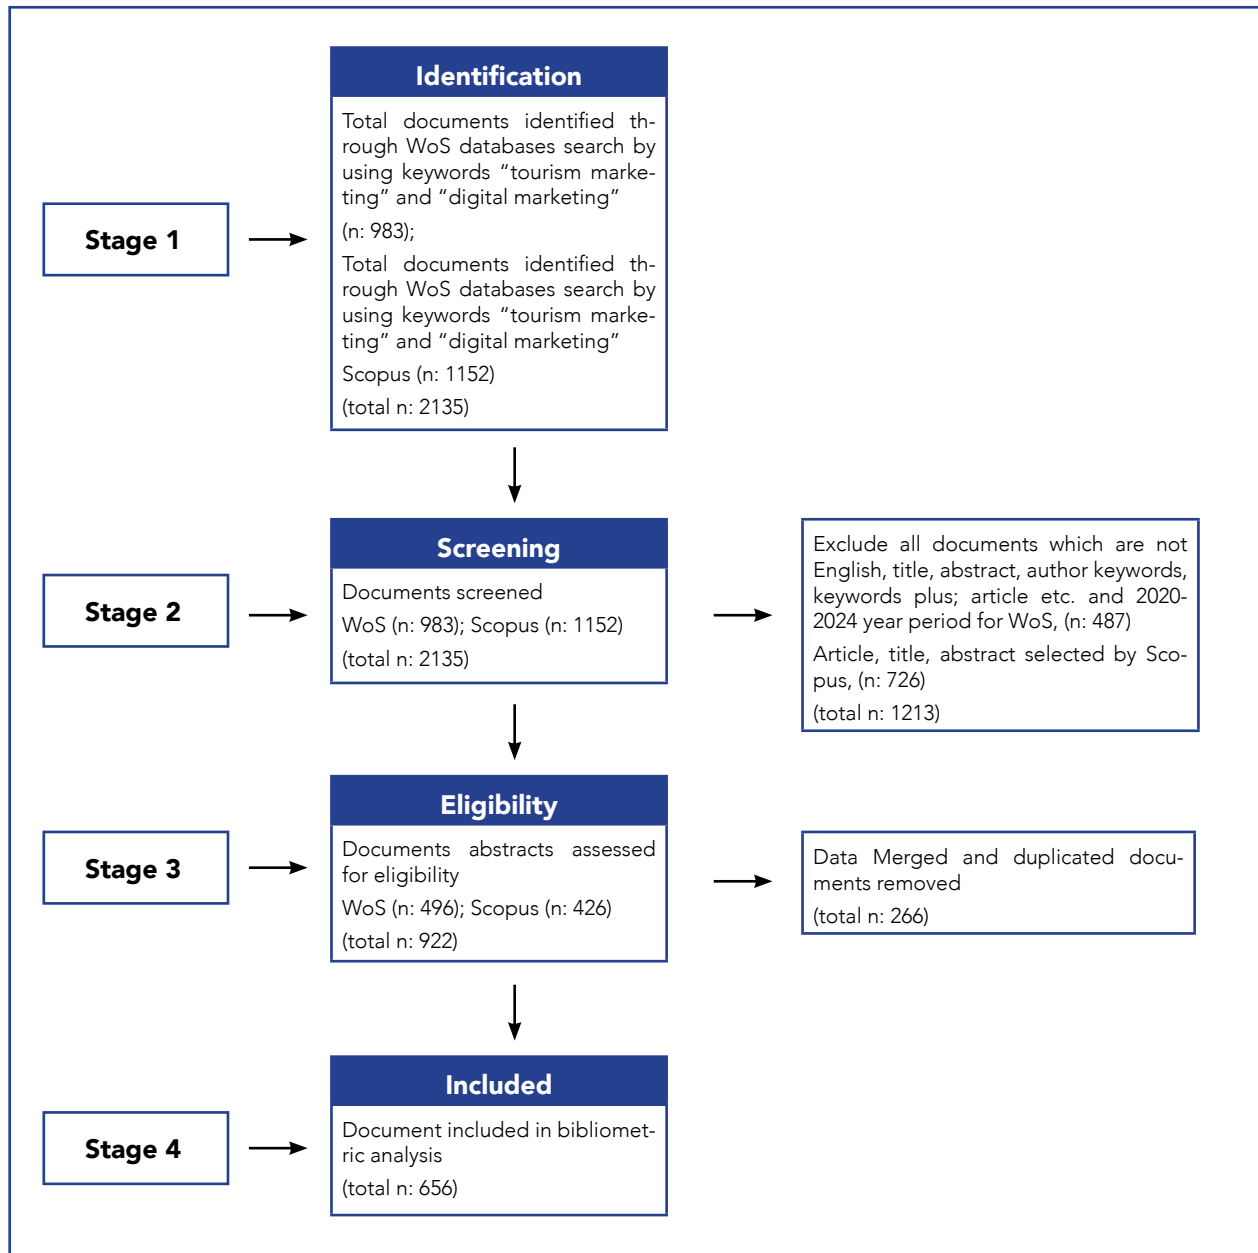 Identification
Total documents identified th-
rough WoS databases search by
using keywords “tourism marke-
ting” and “digital marketing”
(n: 983);
Total documents identified th-
rough WoS databases search by
using keywords “tourism marke-
ting” and “digital marketing”
Scopus (n: 1152)
(total n: 2135)
Stage 1
Screening
Documents screened
WoS (n: 983); Scopus (n: 1152)
(total n: 2135)
Stage 2
Exclude all documents which are not
English, title, abstract, author keywords,
keywords plus; article etc. and 2020-
2024 year period for WoS, (n: 487)
Article, title, abstract selected by Sco-
pus, (n: 726)
(total n: 1213)
Eligibility
Documents abstracts assessed
for eligibility
WoS (n: 496); Scopus (n: 426)
(total n: 922)
Stage 3
Data Merged and duplicated docu-
ments removed
(total n: 266)
Included
Document included in bibliomet-
ric analysis
(total n: 656)
Stage 4